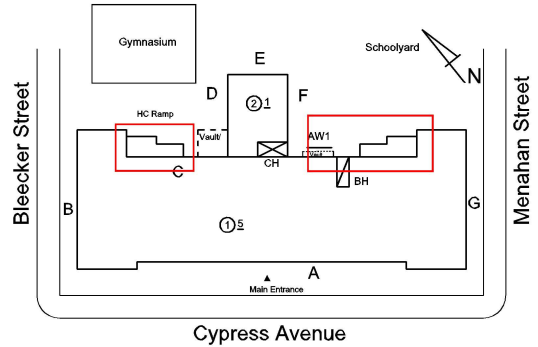 Gymnasium
Schoolyard
N
E
D
F
2 1
HC Ramp
Vault/
AW1
CH
BH
C
B
G
1 5
A
Main Entrance
Bleecker Street
Menahan Street
Cypress Avenue